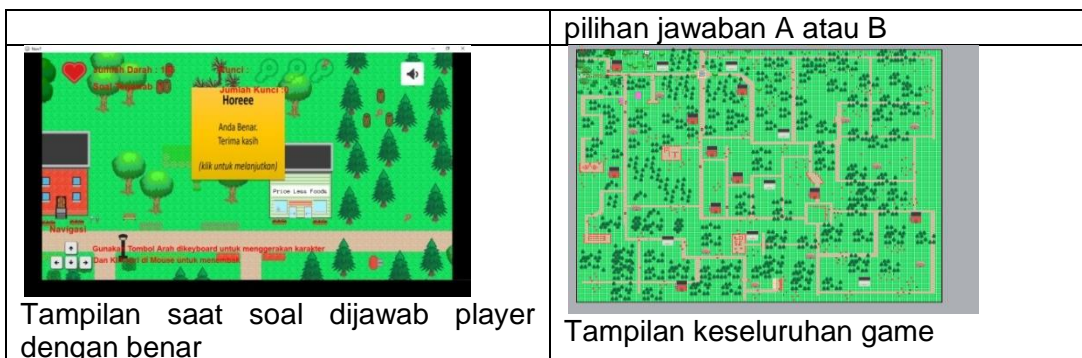 pilihan jawaban A atau B
Jumlah Darah :
Kunci :
Jumlah Kunci :0
Horeee
Anda Benar.
Terima kasih
(klik untuk melanjutkan)
Price Less Foods
Navigasi
Gunakan Tombol Arah dikeyboard untuk menggerakan karakter
Dan Kiri di Mouse untuk menembak
Tampilan saat soal dijawab player
dengan benar
Tampilan keseluruhan game